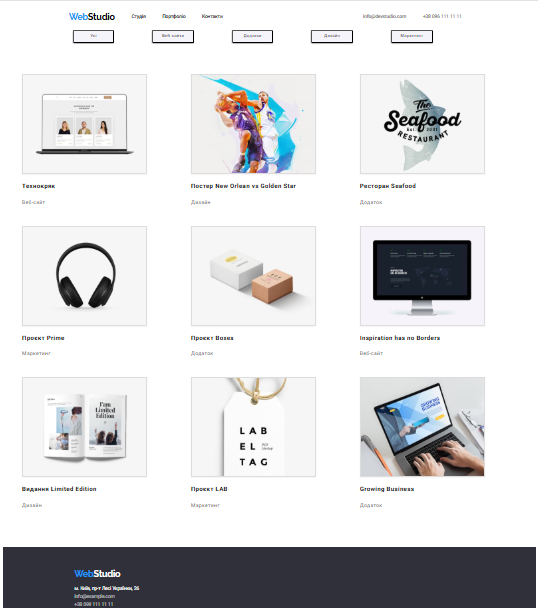 WebStudio Студія Портфоліо Контакти info@devstudio.com +38 096 111 11 11
Усі Веб-сайти Додатки Дизайн Маркетинг
The
Seafood
RESTAURANT
Технокряк Постер New Orlean vs Golden Star Ресторан Seafood
Веб-сайт Дизайн Додаток
Проєкт Prime Проєкт Boxes Inspiration has no Borders
Маркетинг Додаток Веб-сайт
I'am
Limited
Edition
LAB
EL
TAG
GROWING
BUSINESS
Видання Limited Edition Проєкт LAB Growing Business
Дизайн Маркетинг Додаток
WebStudio
м. Київ, пр-т Лесі Українки, 26
info@example.com
+38 099 111 11 11